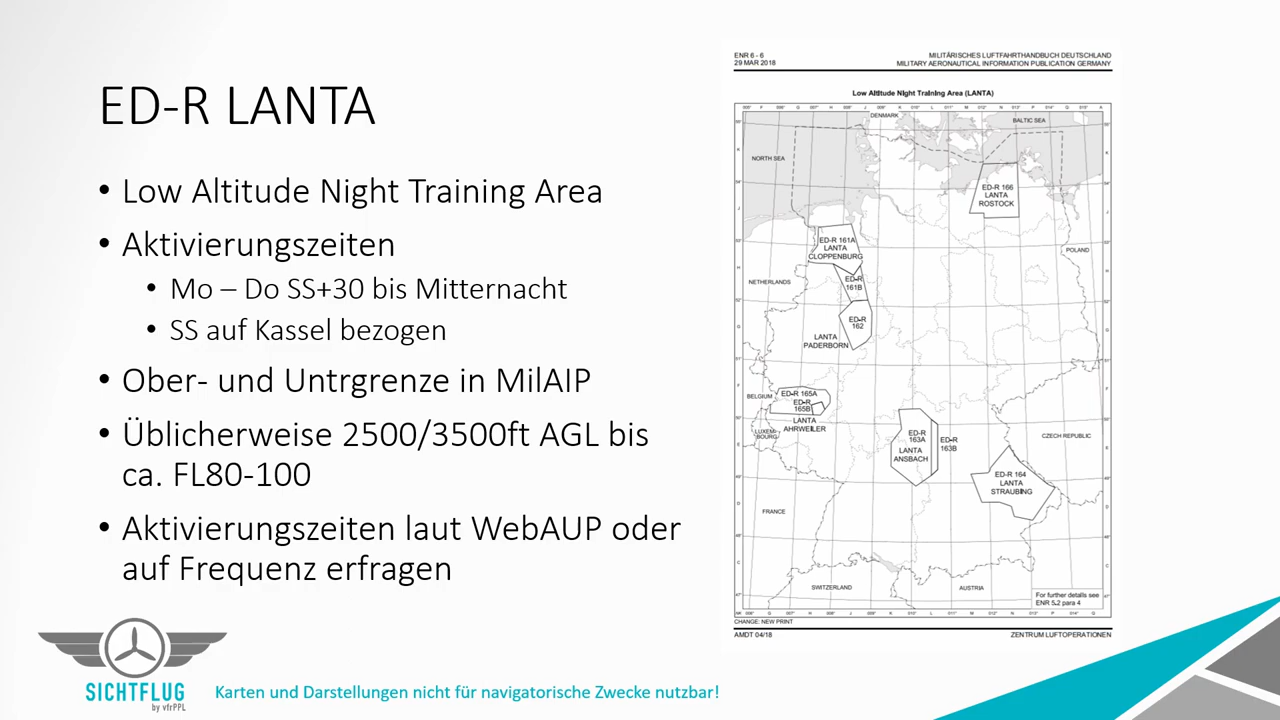 ED-R LANTA
• Low Altitude Night Training Area
• Aktivierungszeiten
• Mo – Do SS+30 bis Mitternacht
• SS auf Kassel bezogen
• Ober- und Untrgrenze in MilAIP
• Üblicherweise 2500/3500ft AGL bis
ca. FL80-100
• Aktivierungszeiten laut WebAUP oder
auf Frequenz erfragen
SICHTFLUG
by vfrPPL
Karten und Darstellungen nicht für navigatorische Zwecke nutzbar!
ENR 6 - 6
29 MAR 2018
MILITÄRISCHES LUFTFAHRTHANDBUCH DEUTSCHLAND
MILITARY AERONAUTICAL INFORMATION PUBLICATION GERMANY
Low Altitude Night Training Area (LANTA)
DENMARK
BALTIC SEA
NORTH SEA
ED-R 166
LANTA
ROSTOCK
ED-R 161A
LANTA
CLOPPENBURG
POLAND
NETHERLANDS
ED-R
161B
ED-R
162
LANTA
PADERBORN
BELGIUM
ED-R 165A
ED-R
165B
LANTA
AHRWEILER
LUXEM-
BOURG
ED-R
163A
LANTA
ANSBACH
ED-R
163B
CZECH REPUBLIC
ED-R 164
LANTA
STRAUBING
FRANCE
SWITZERLAND
AUSTRIA
For further details see
ENR 5.2 para 4
CHANGE: NEW PRINT
AMDT 04/18
ZENTRUM LUFTOPERATIONEN